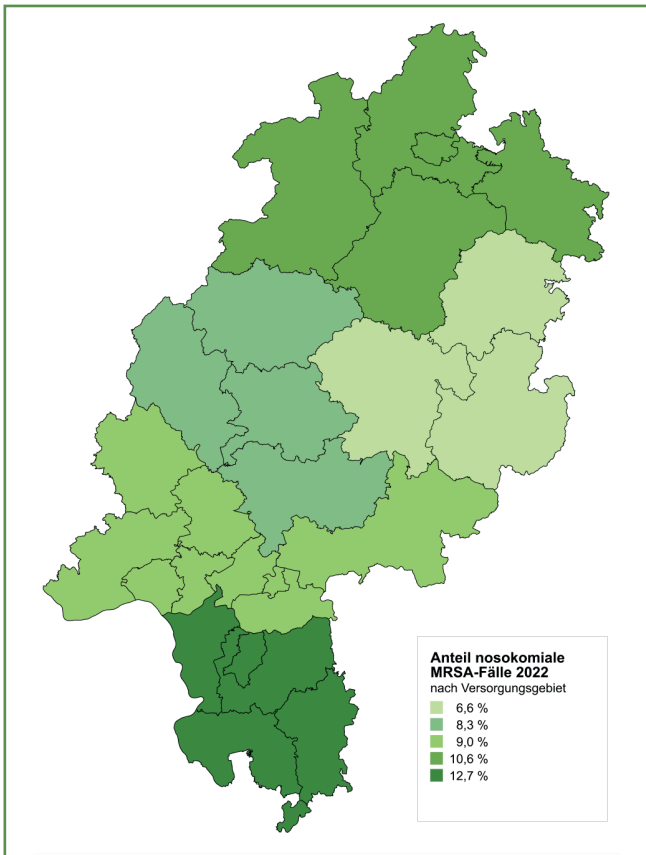 Anteil nosokomiale
MRSA-Fälle 2022
nach Versorgungsgebiet
6,6 %
8,3 %
9,0 %
10,6 %
12,7 %